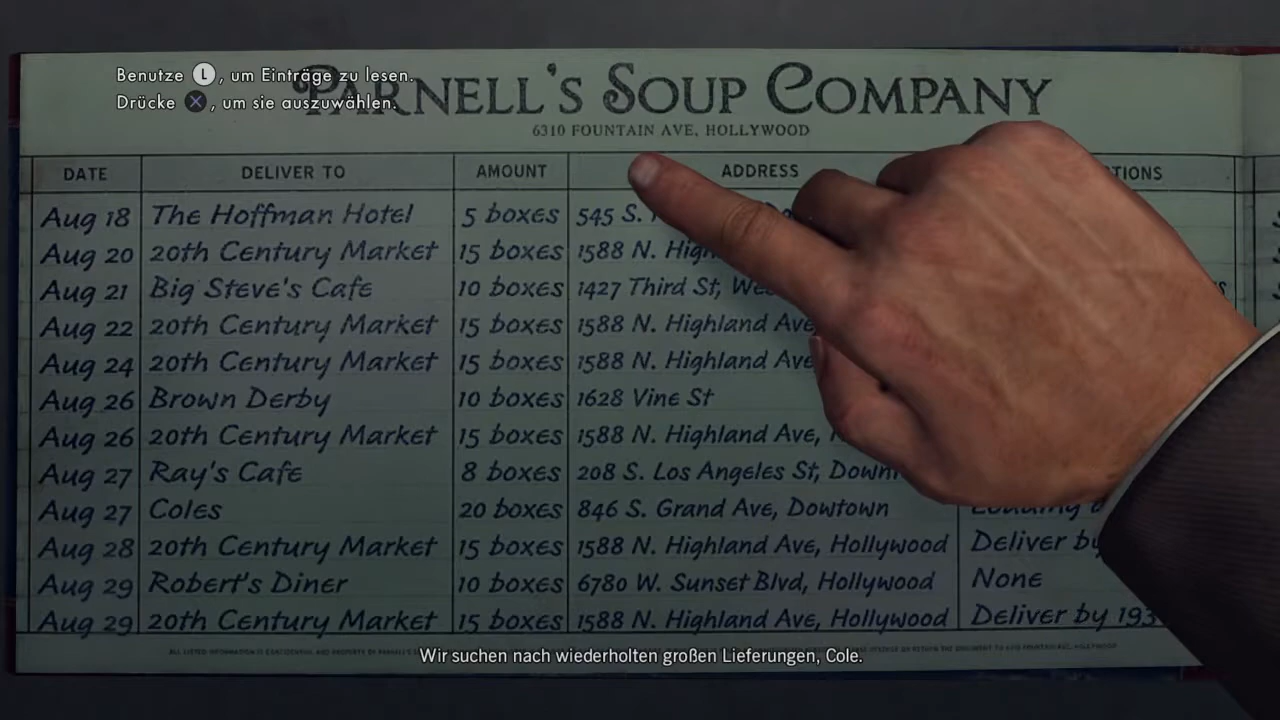 Benutze L, um Einträge zu lesen.
Drücke X, um sie auszuwählen.
PARNELL'S SOUP COMPANY
6310 FOUNTAIN AVE, HOLLYWOOD
DATE DELIVER TO AMOUNT ADDRESS
Aug 18 The Hoffman Hotel 5 boxes 545 S.
Aug 20 20th Century Market 15 boxes 1588 N.
Aug 21 Big Steve's Cafe 10 boxes 1427 Third St,
Aug 22 20th Century Market 15 boxes 1588 N. Highland Ave
Aug 24 20th Century Market 15 boxes 1588 N. Highland Ave
Aug 26 Brown Derby 10 boxes 1628 Vine St
Aug 26 20th Century Market 15 boxes 1588 N. Highland Ave,
Aug 27 Ray's Cafe 8 boxes 208 S. Los Angeles St,
Aug 27 Coles 20 boxes 846 S. Grand Ave, Dowtown
Aug 28 20th Century Market 15 boxes 1588 N. Highland Ave, Hollywood Deliver by
Aug 29 Robert's Diner 10 boxes 6780 W. Sunset Blvd, Hollywood None
Aug 29 20th Century Market 15 boxes 1588 N. Highland Ave, Hollywood Deliver by
Wir suchen nach wiederholten großen Lieferungen, Cole.